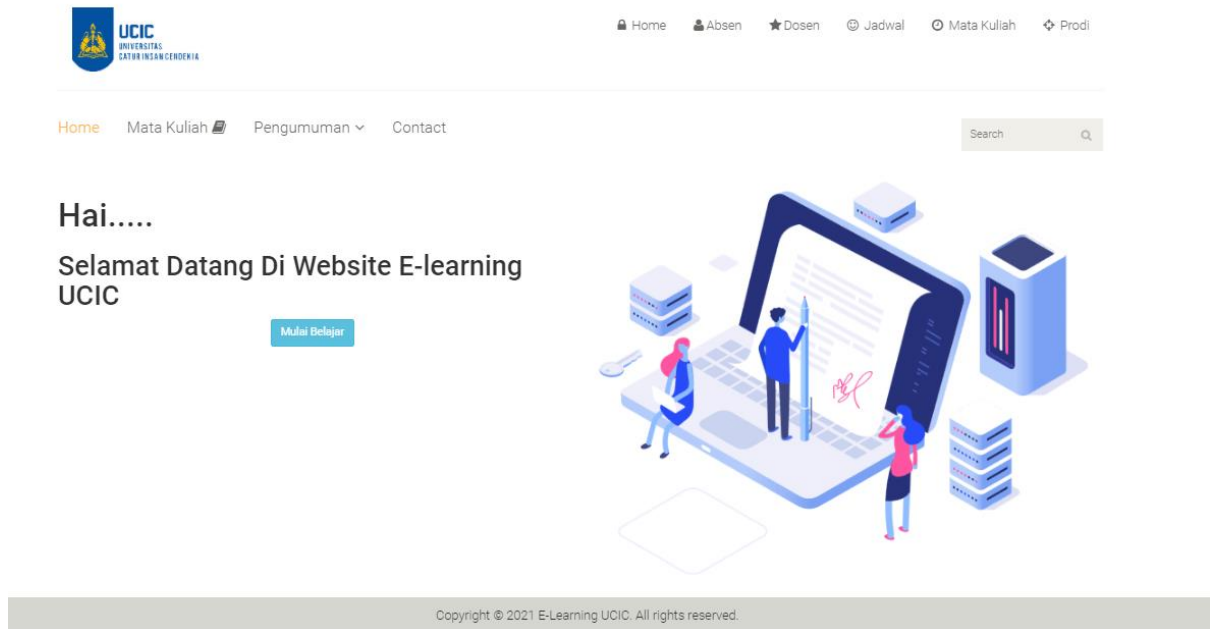 UCIC
UNIVERSITAS
CATUR INSAN CENDEKIA
Home Absen Dosen Jadwal Mata Kuliah Prodi
Home Mata Kuliah Pengumuman Contact
Search
Hai.....
Selamat Datang Di Website E-learning
UCIC
Mulai Belajar
Copyright © 2021 E-Learning UCIC. All rights reserved.